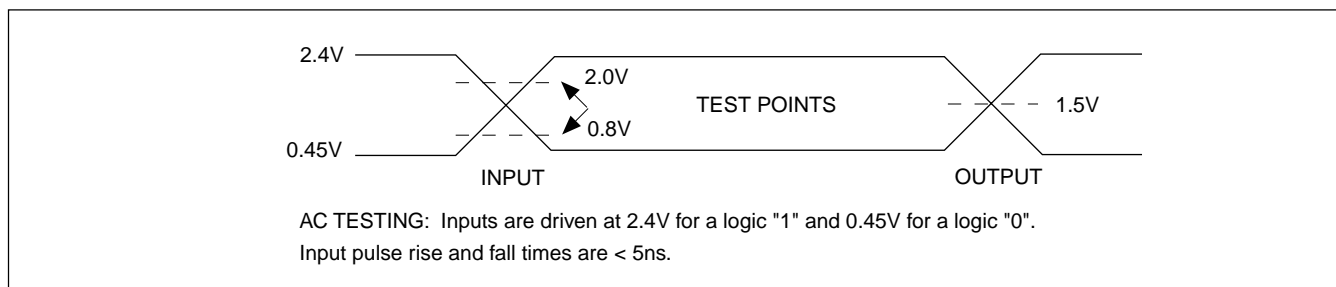 2.4V
2.0V
TEST POINTS
1.5V
0.8V
0.45V
INPUT
OUTPUT
AC TESTING: Inputs are driven at 2.4V for a logic "1" and 0.45V for a logic "0".
Input pulse rise and fall times are < 5ns.